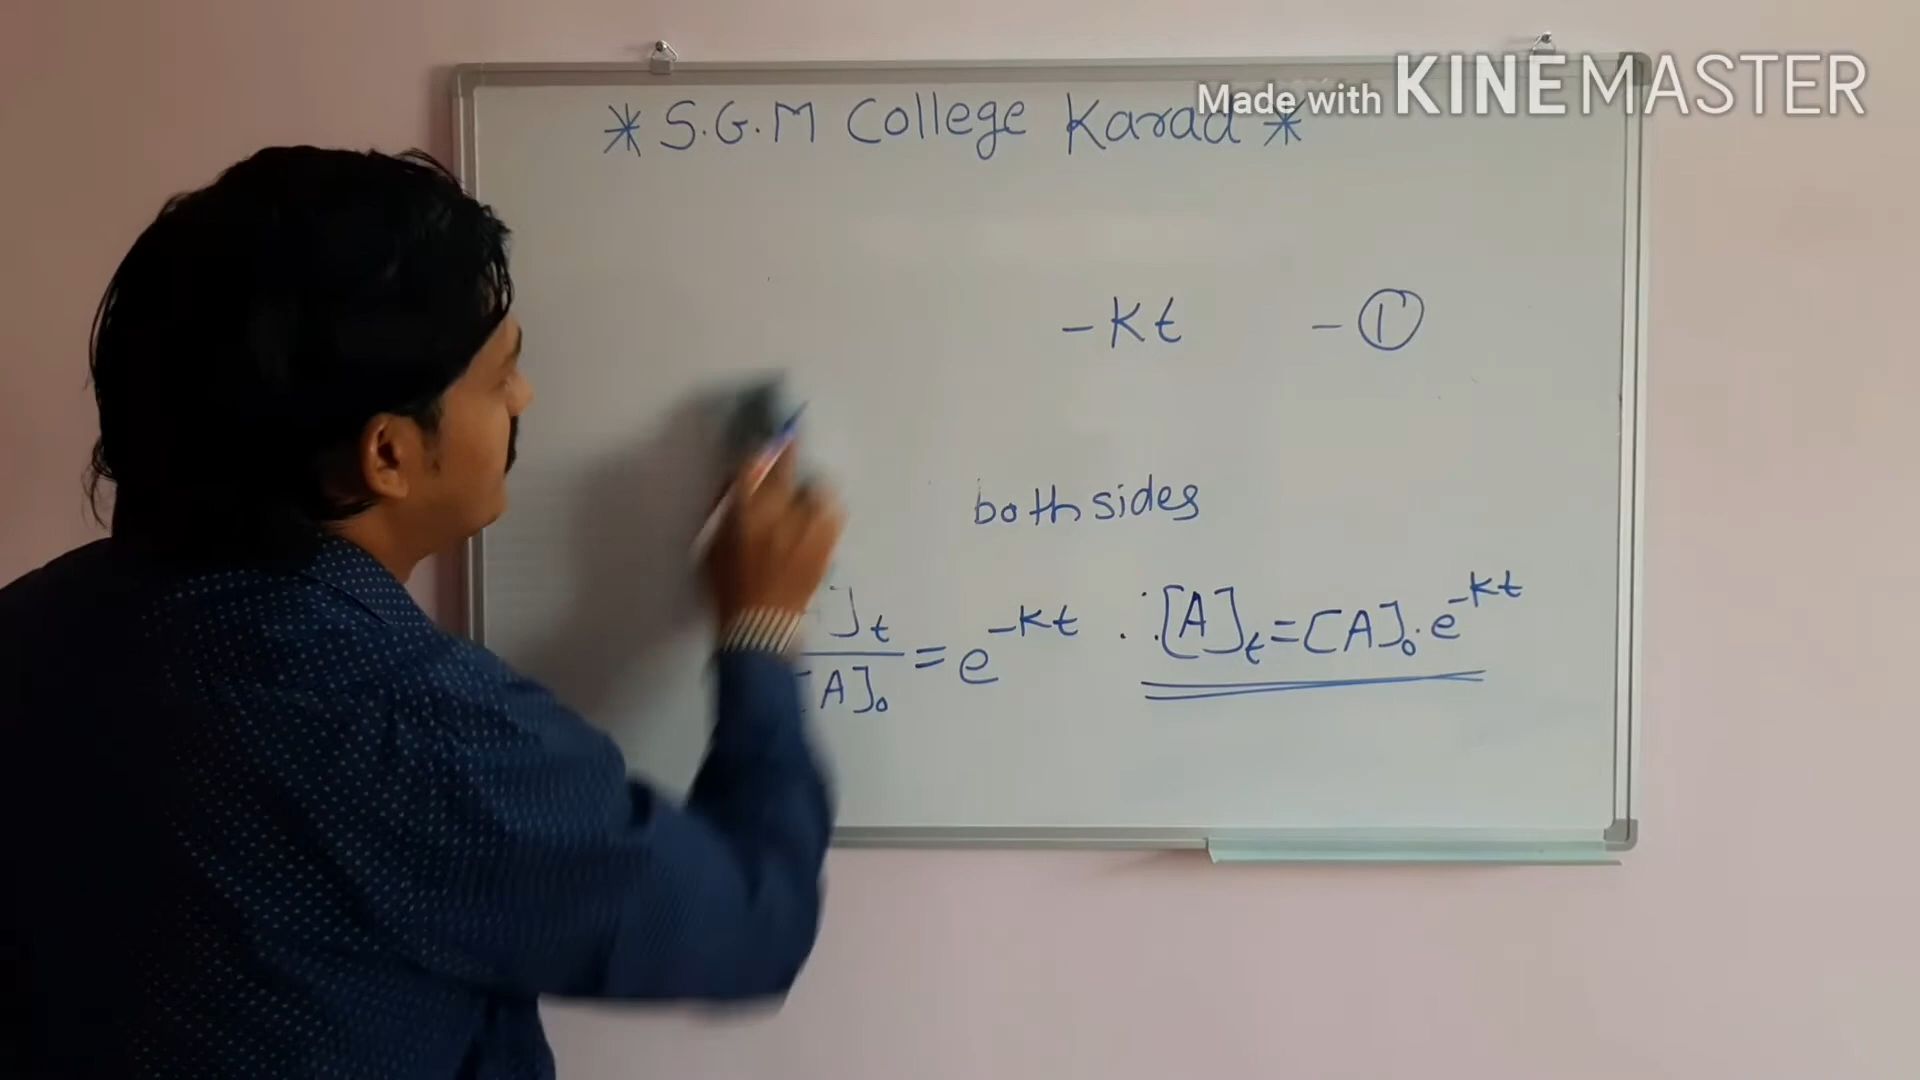 Made with KINEMASTER
* S.G.M College Karad *
-Kt - ①
both sides
]t / [A]₀ = e^-Kt ∴ [A]t = [A]₀ . e^-Kt